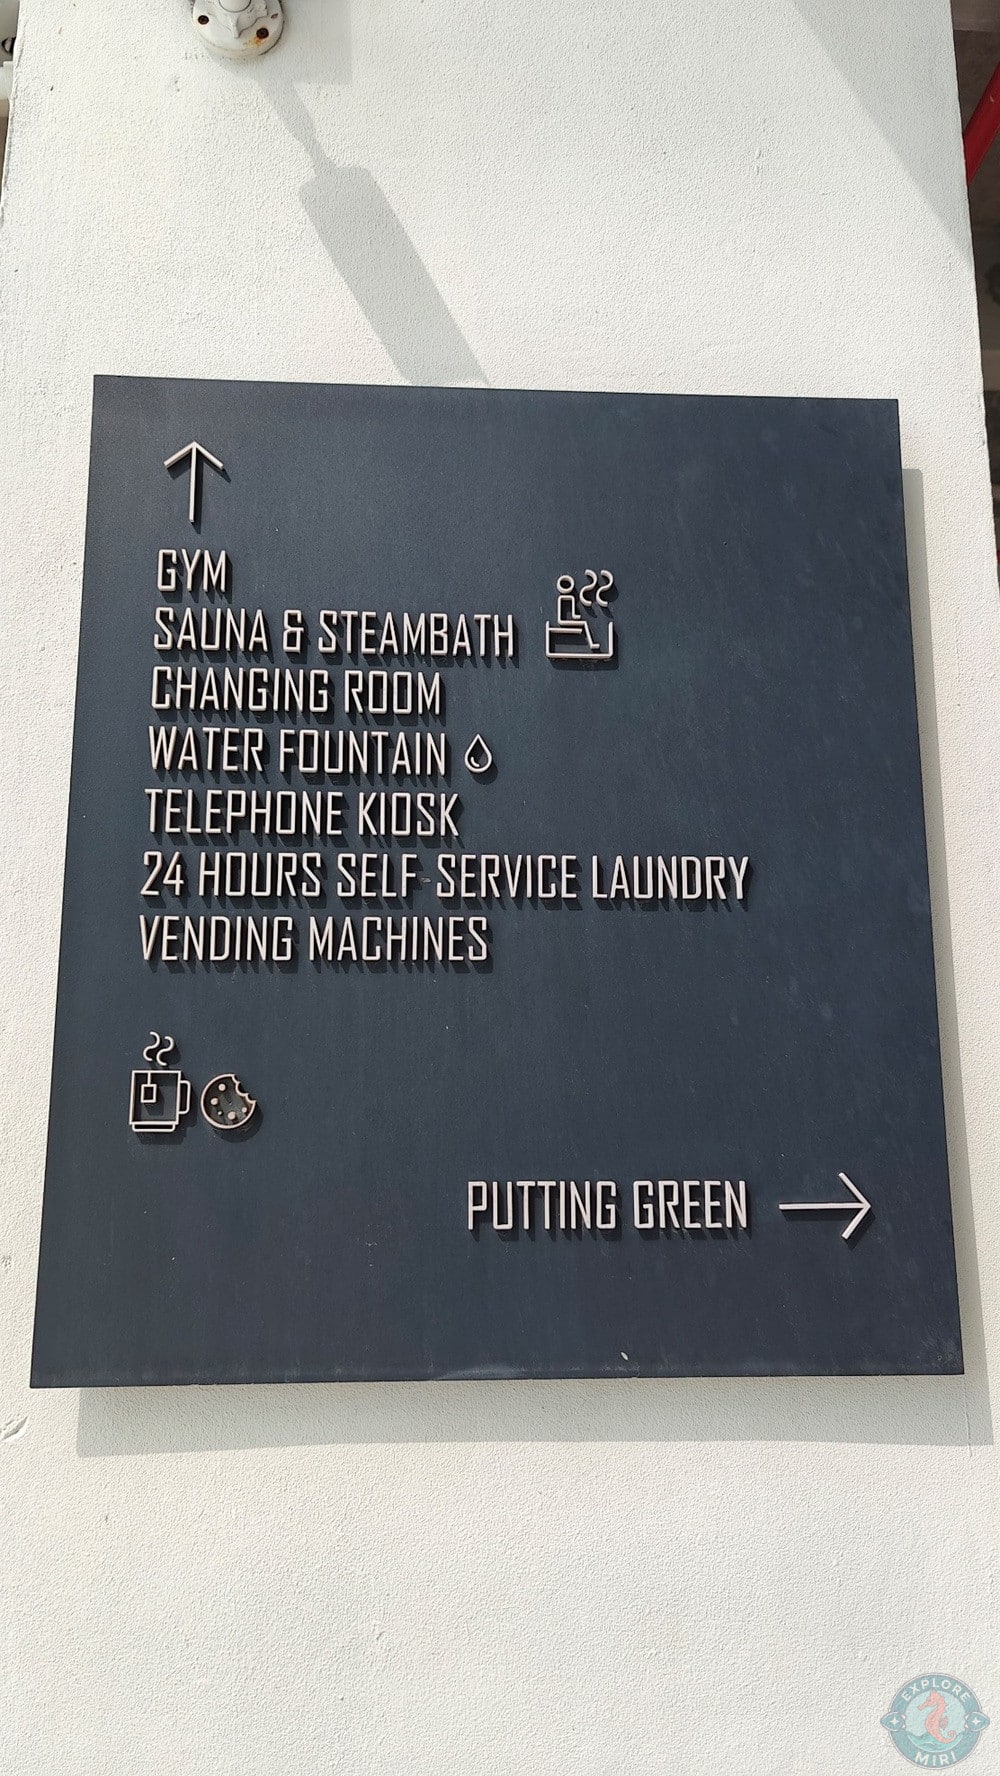 GYM
SAUNA & STEAMBATH
CHANGING ROOM
WATER FOUNTAIN
TELEPHONE KIOSK
24 HOURS SELF-SERVICE LAUNDRY
VENDING MACHINES
PUTTING GREEN
EXPLORE
MIRI